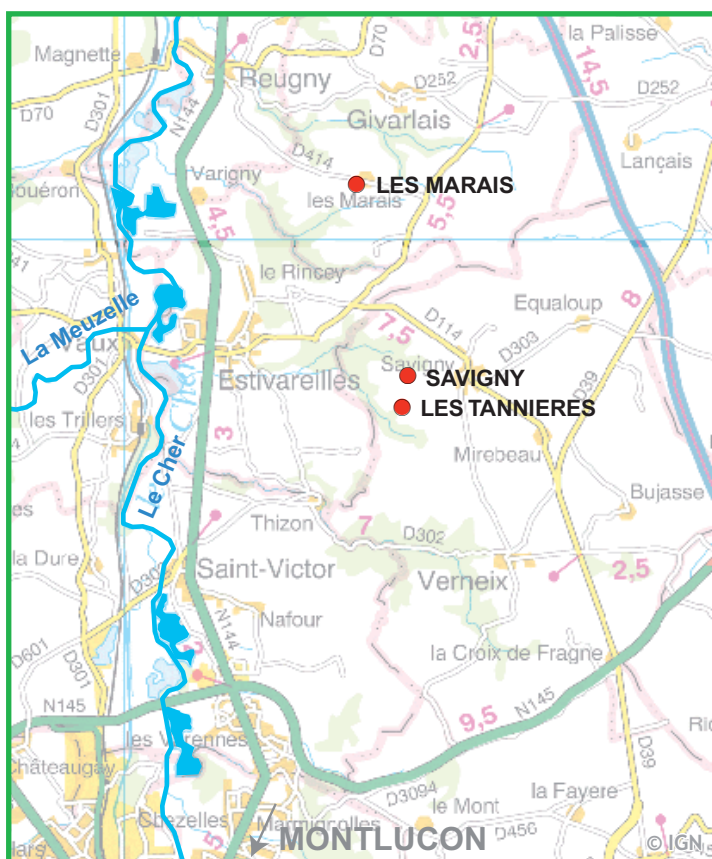 la Palisse
Magnette
D70
2,5
Reugny
D252
14,5
D252
D70
D301
N144
Givarlais
Lançais
Varigny
D414
LES MARAIS
les Marais
4,5
5,5
le Rincey
La Meuzelle
Equaloup
8
7,5
D114
D303
Vaux
D301
Estivareilles
Savigny
SAVIGNY
D39
LES TANNIERES
les Trillers
Cher
3
Le Cher
Mirebeau
Bujasse
Thizon
7
D302
la Dure
Saint-Victor
Verneix
2,5
N144
Nafour
D601
D301
la Croix de Fragne
N145
9,5
N145
les Varennes
Châteaugay
D39
D3094
la Fayere
Chezelles
Marmignolles
le Mont
5
D450
MONTLUCON
© IGN